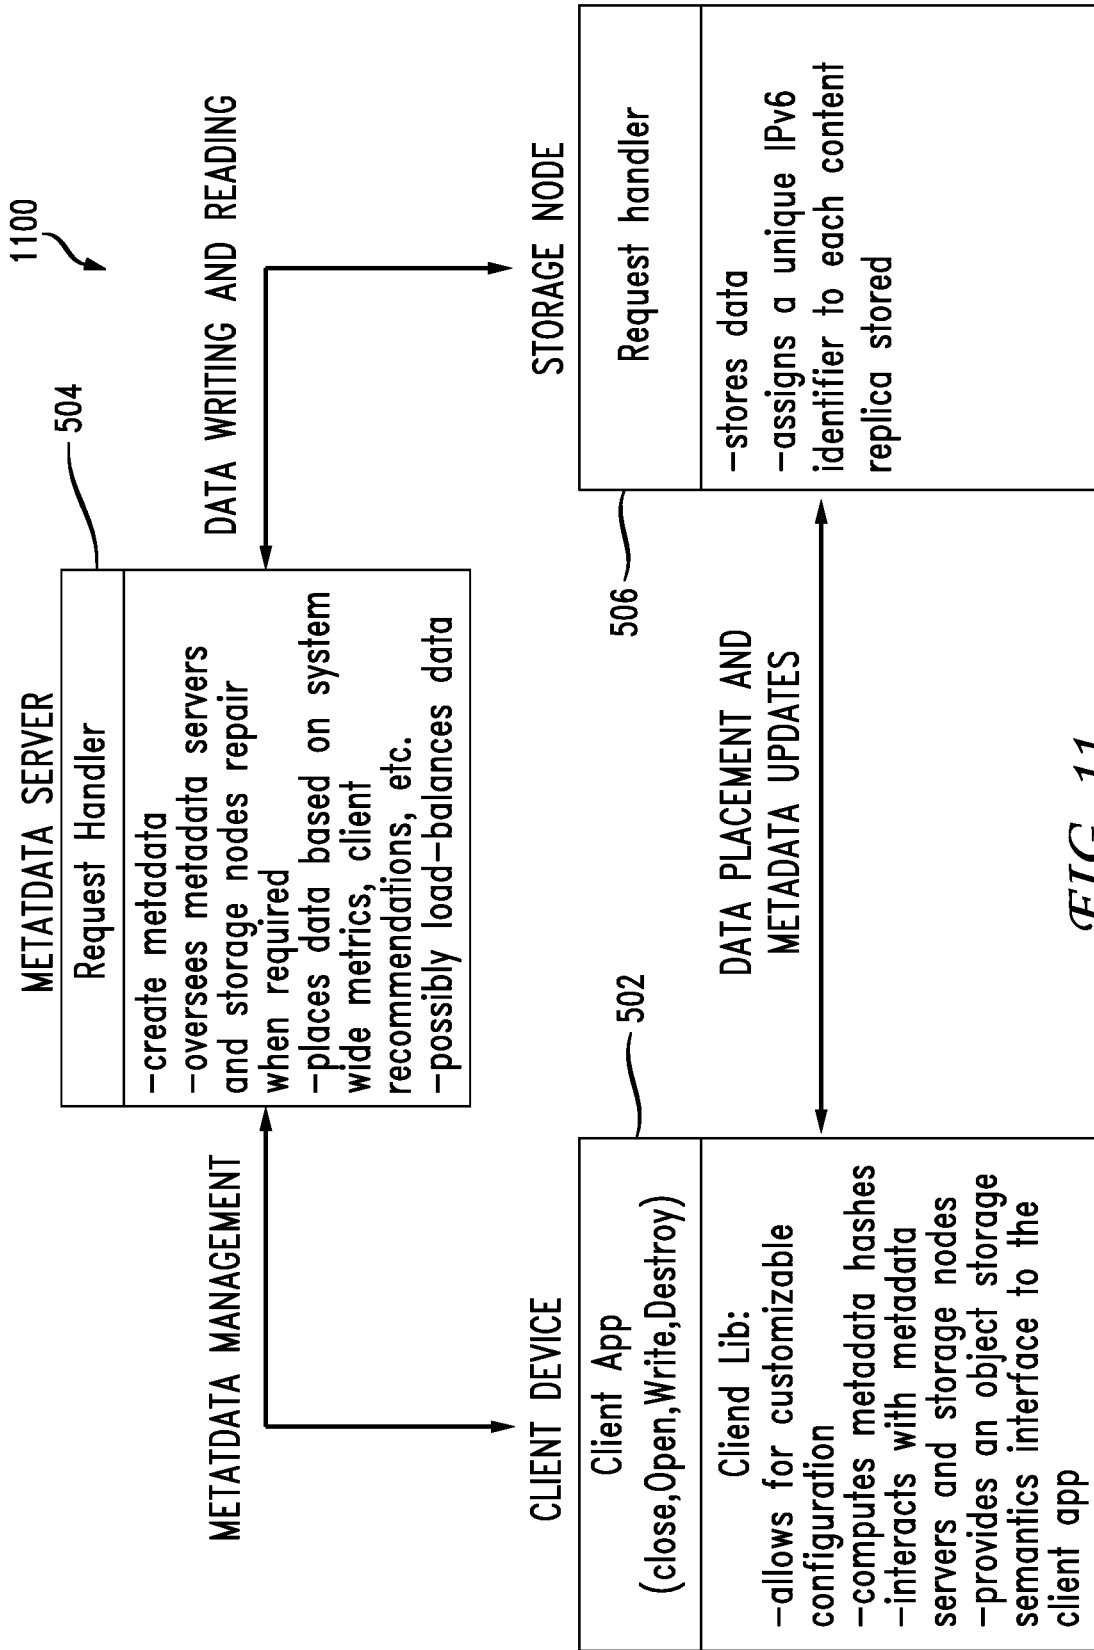 1100
METATDATA SERVER
504
Request Handler
-create metadata
-oversees metadata servers
and storage nodes repair
when required
-places data based on system
wide metrics, client
recommendations, etc.
-possibly load-balances data
METATDATA MANAGEMENT
DATA WRITING AND READING
CLIENT DEVICE
502
Client App
(close,Open,Write,Destroy)
Cliend Lib:
-allows for customizable
configuration
-computes metadata hashes
-interacts with metadata
servers and storage nodes
-provides an object storage
semantics interface to the
client app
DATA PLACEMENT AND
METADATA UPDATES
STORAGE NODE
506
Request handler
-stores data
-assigns a unique IPv6
identifier to each content
replica stored
FIG. 11